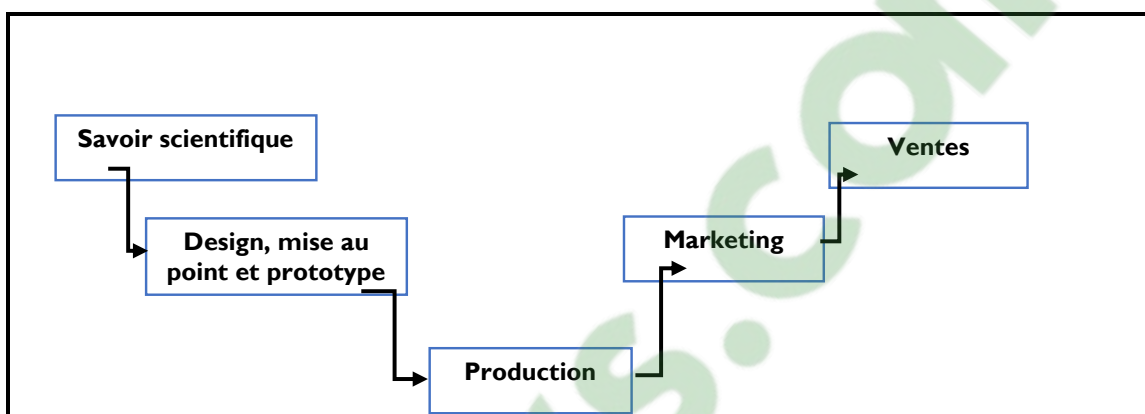 Savoir scientifique
Design, mise au
point et prototype
Production
Marketing
Ventes